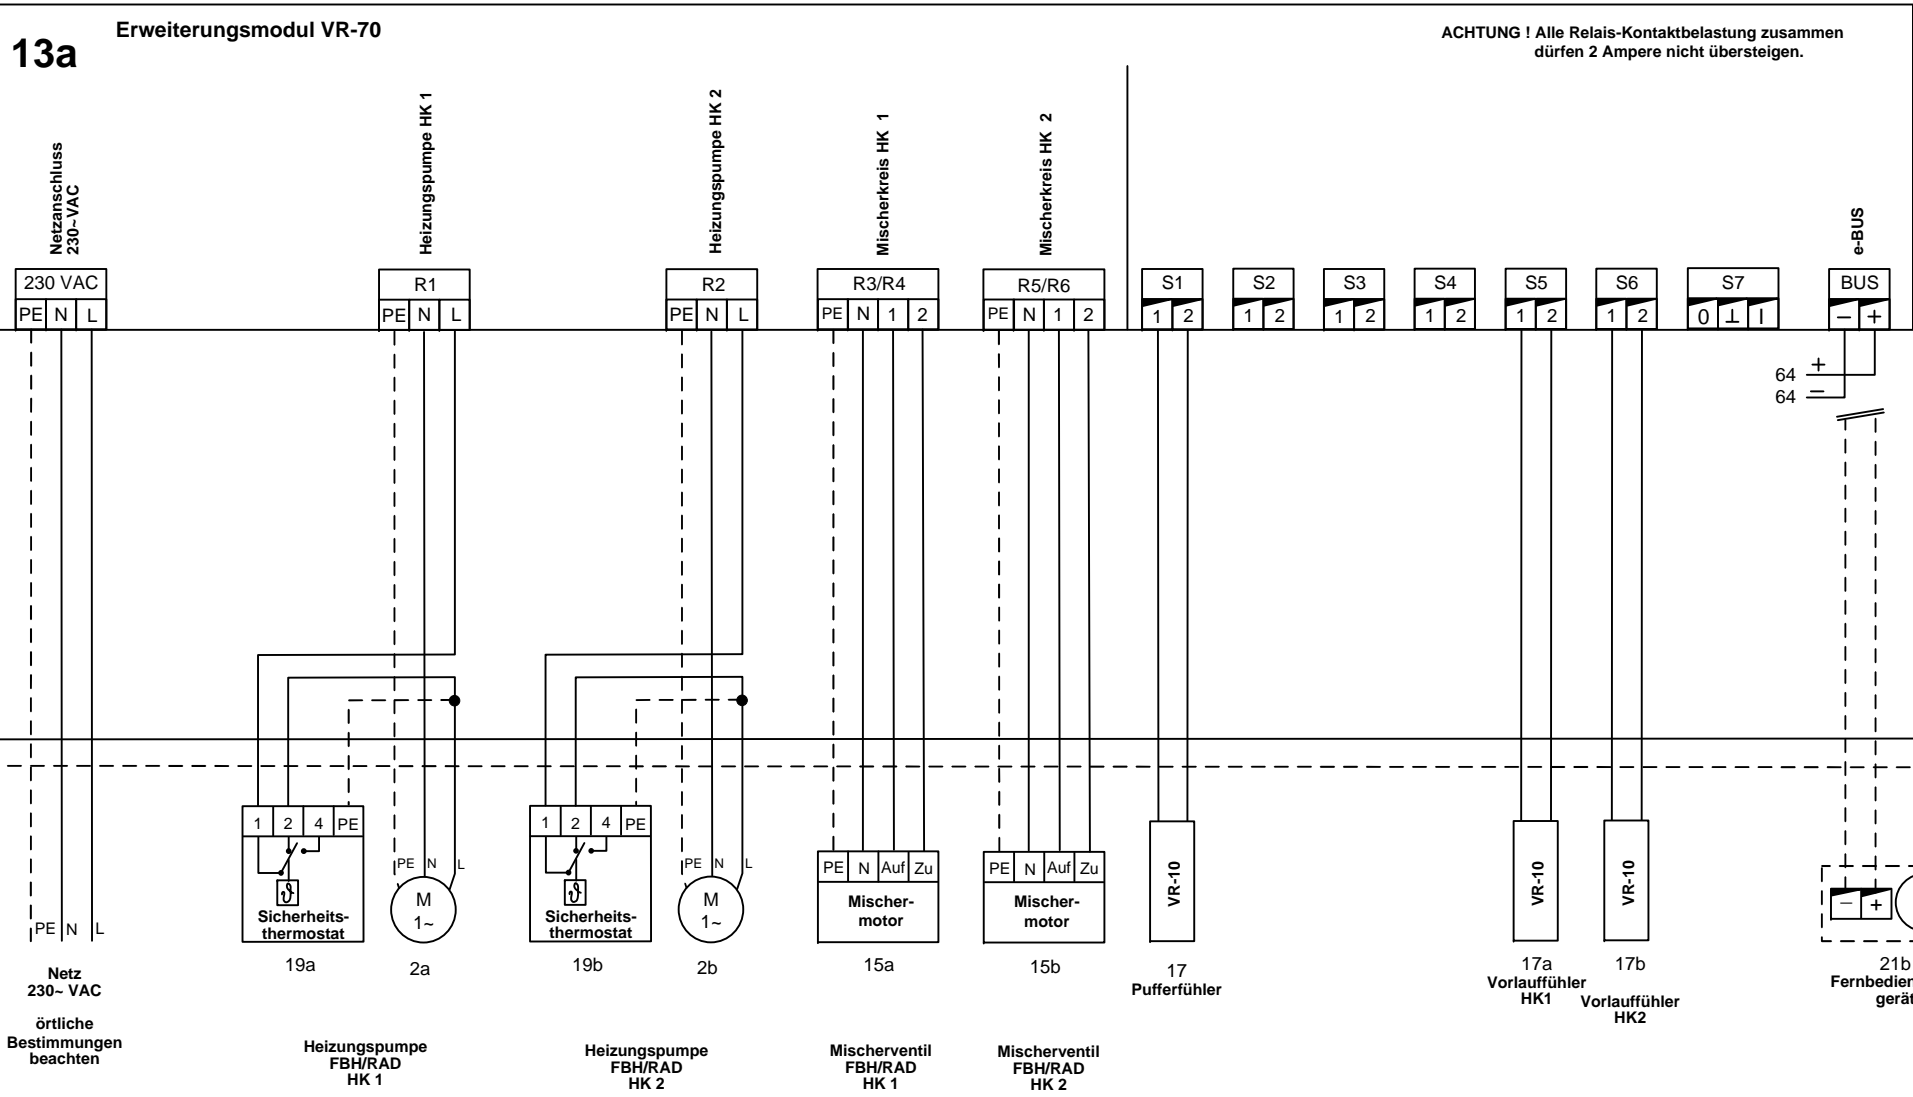 13a
Erweiterungsmodul VR-70
ACHTUNG ! Alle Relais-Kontaktbelastung zusammen
dürfen 2 Ampere nicht übersteigen.
Netzanschluss
230~VAC
Heizungspumpe HK 1
Heizungspumpe HK 2
Mischerkreis HK 1
Mischerkreis HK 2
e-BUS
230 VAC
R1
R2
R3/R4
R5/R6
S1
S2
S3
S4
S5
S6
S7
BUS
PE N L
PE N L
PE N L
PE N 1 2
PE N 1 2
1 2
1 2
1 2
1 2
1 2
1 2
0 ⊥ I
− +
64 +
64 −
1 2 4 PE
ϑ
Sicherheits-
thermostat
PE N L
M
1~
1 2 4 PE
ϑ
Sicherheits-
thermostat
PE N L
M
1~
PE N Auf Zu
Mischer-
motor
PE N Auf Zu
Mischer-
motor
VR-10
VR-10
VR-10
− +
PE N L
Netz
230~ VAC
örtliche
Bestimmungen
beachten
19a
2a
19b
2b
15a
15b
17
Pufferfühler
17a
Vorlauffühler
HK1
17b
Vorlauffühler
HK2
21b
Fernbedien
gerät
Heizungspumpe
FBH/RAD
HK 1
Heizungspumpe
FBH/RAD
HK 2
Mischerventil
FBH/RAD
HK 1
Mischerventil
FBH/RAD
HK 2